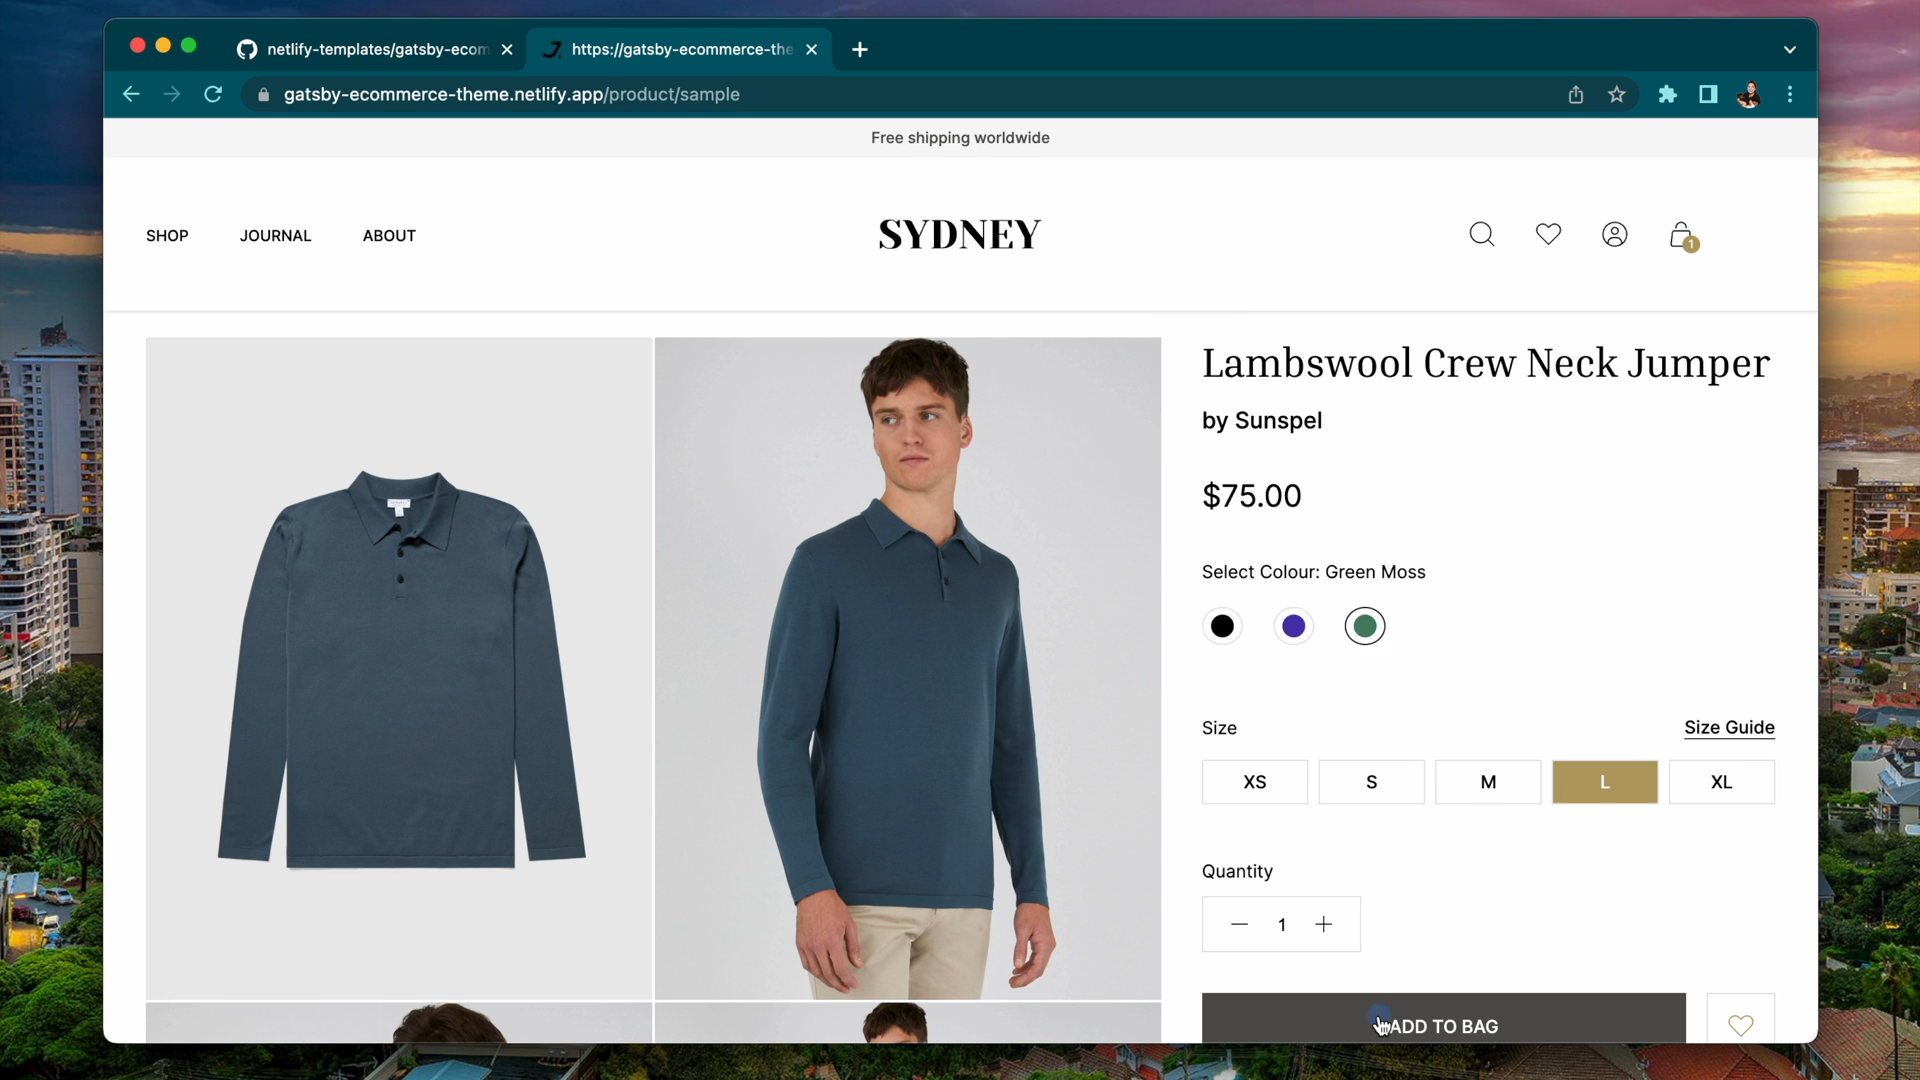 netlify-templates/gatsby-ecom
https://gatsby-ecommerce-the
gatsby-ecommerce-theme.netlify.app/product/sample
Free shipping worldwide
SHOP
JOURNAL
ABOUT
SYDNEY
1
Lambswool Crew Neck Jumper
by Sunspel
$75.00
Select Colour: Green Moss
Size
Size Guide
XS
S
M
L
XL
Quantity
1
ADD TO BAG